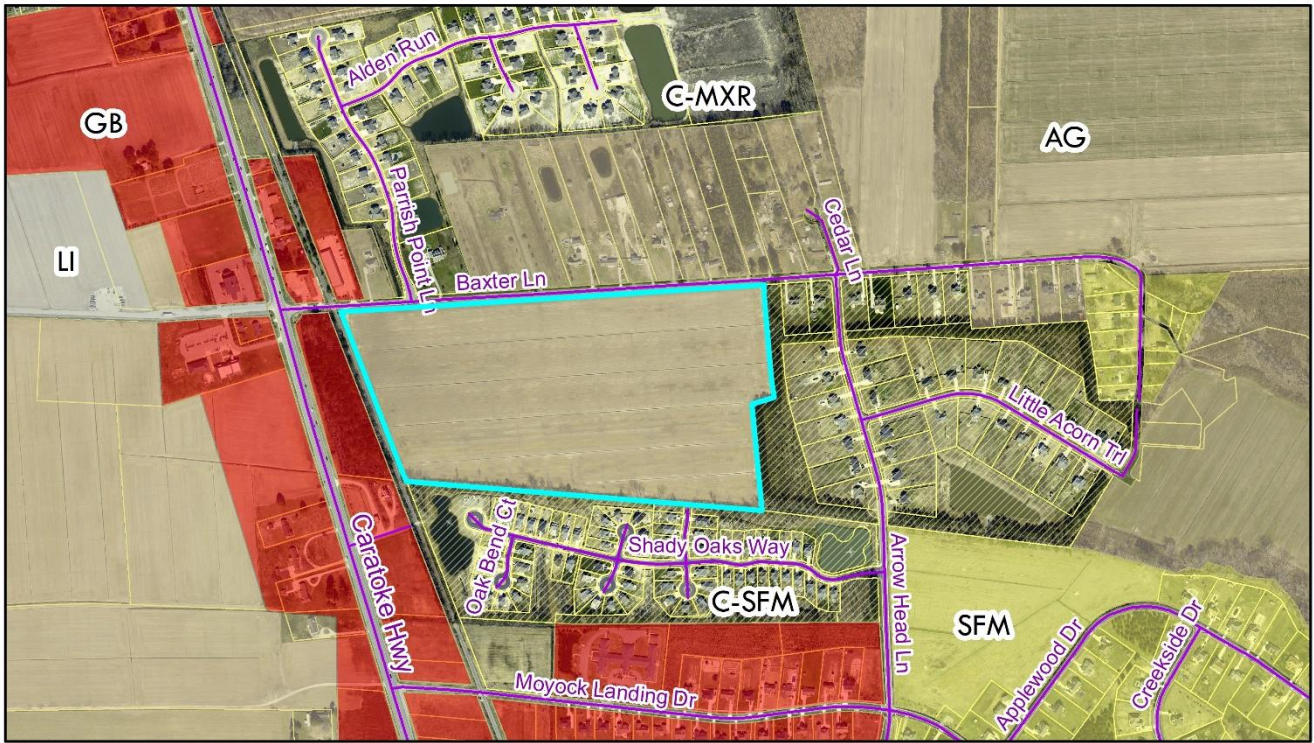 Alden Run
C-MXR
GB
AG
Parrish Point Ln
Cedar Ln
LI
Baxter Ln
Little Acorn Trl
Caratoke Hwy
Oak Bend Ct
Shady Oaks Way
Arrow Head Ln
C-SFM
SFM
Applewood Dr
Creekside Dr
Moyock Landing Dr